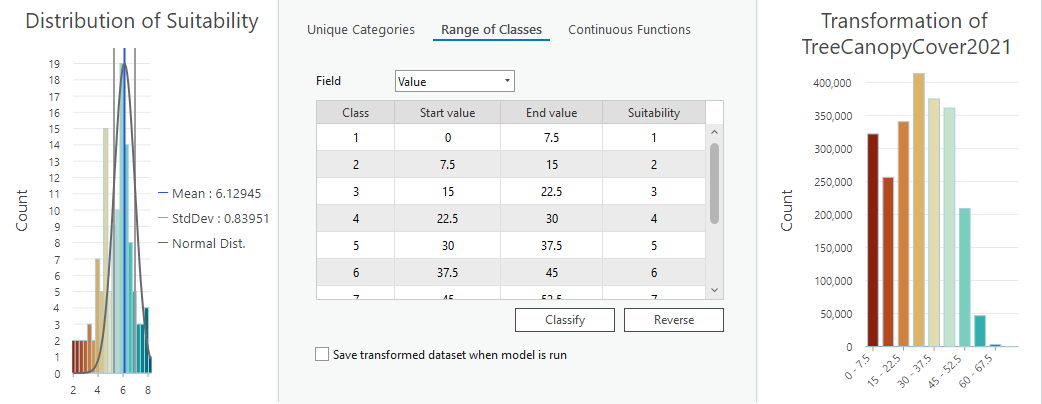 Distribution of Suitability
19
18
17
16
15
14
13
12
11
10
9
8
7
6
5
4
3
2
1
0
Count
2 4 6 8
Mean : 6.12945
StdDev : 0.83951
Normal Dist.
Unique Categories Range of Classes Continuous Functions
Field Value
Class Start value End value Suitability
1 0 7.5 1
2 7.5 15 2
3 15 22.5 3
4 22.5 30 4
5 30 37.5 5
6 37.5 45 6
7 45 52.5 7
Classify Reverse
Save transformed dataset when model is run
Transformation of
TreeCanopyCover2021
400,000
350,000
300,000
250,000
200,000
150,000
100,000
50,000
0
Count
0 - 7.5
15 - 22.5
30 - 37.5
45 - 52.5
60 - 67.5